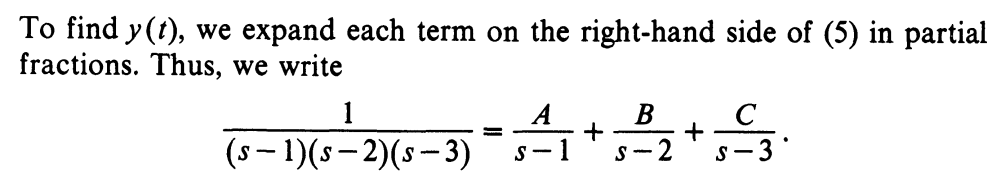 To find y(t), we expand each term on the right-hand side of (5) in partial
fractions. Thus, we write
1/((s−1)(s−2)(s−3)) = A/(s−1) + B/(s−2) + C/(s−3).